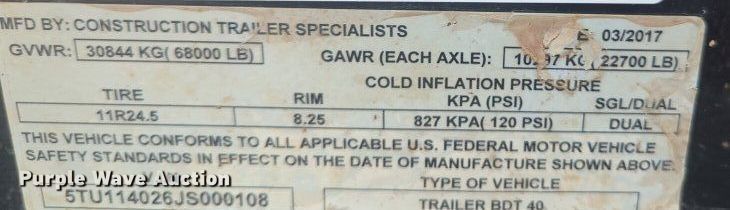 MFD BY: CONSTRUCTION TRAILER SPECIALISTS 03/2017
GVWR: 30844 KG( 68000 LB) GAWR (EACH AXLE): KG ( 22700 LB)
COLD INFLATION PRESSURE
TIRE RIM KPA (PSI) SGL/DUAL
11R24.5 8.25 827 KPA( 120 PSI) DUAL
THIS VEHICLE CONFORMS TO ALL APPLICABLE U.S. FEDERAL MOTOR VEHICLE
SAFETY STANDARDS IN EFFECT ON THE DATE OF MANUFACTURE SHOWN ABOVE.
Purple Wave Auction
TYPE OF VEHICLE
5TU114026JS000108 TRAILER BDT 40